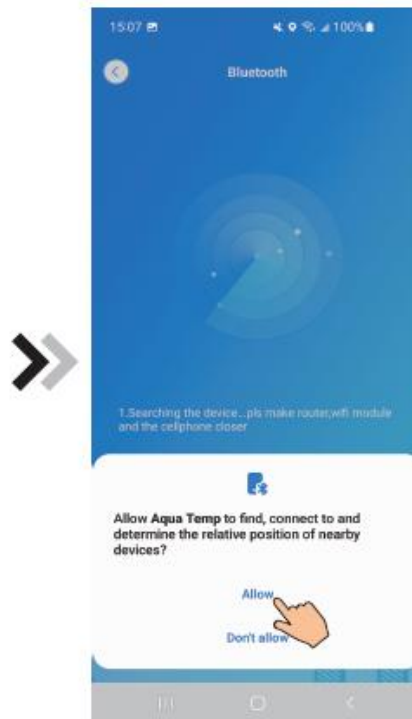 15:07 100%
Bluetooth
1.Searching the device...pls make router,wifi module
and the cellphone closer
Allow Aqua Temp to find, connect to and
determine the relative position of nearby
devices?
Allow
Don't allow